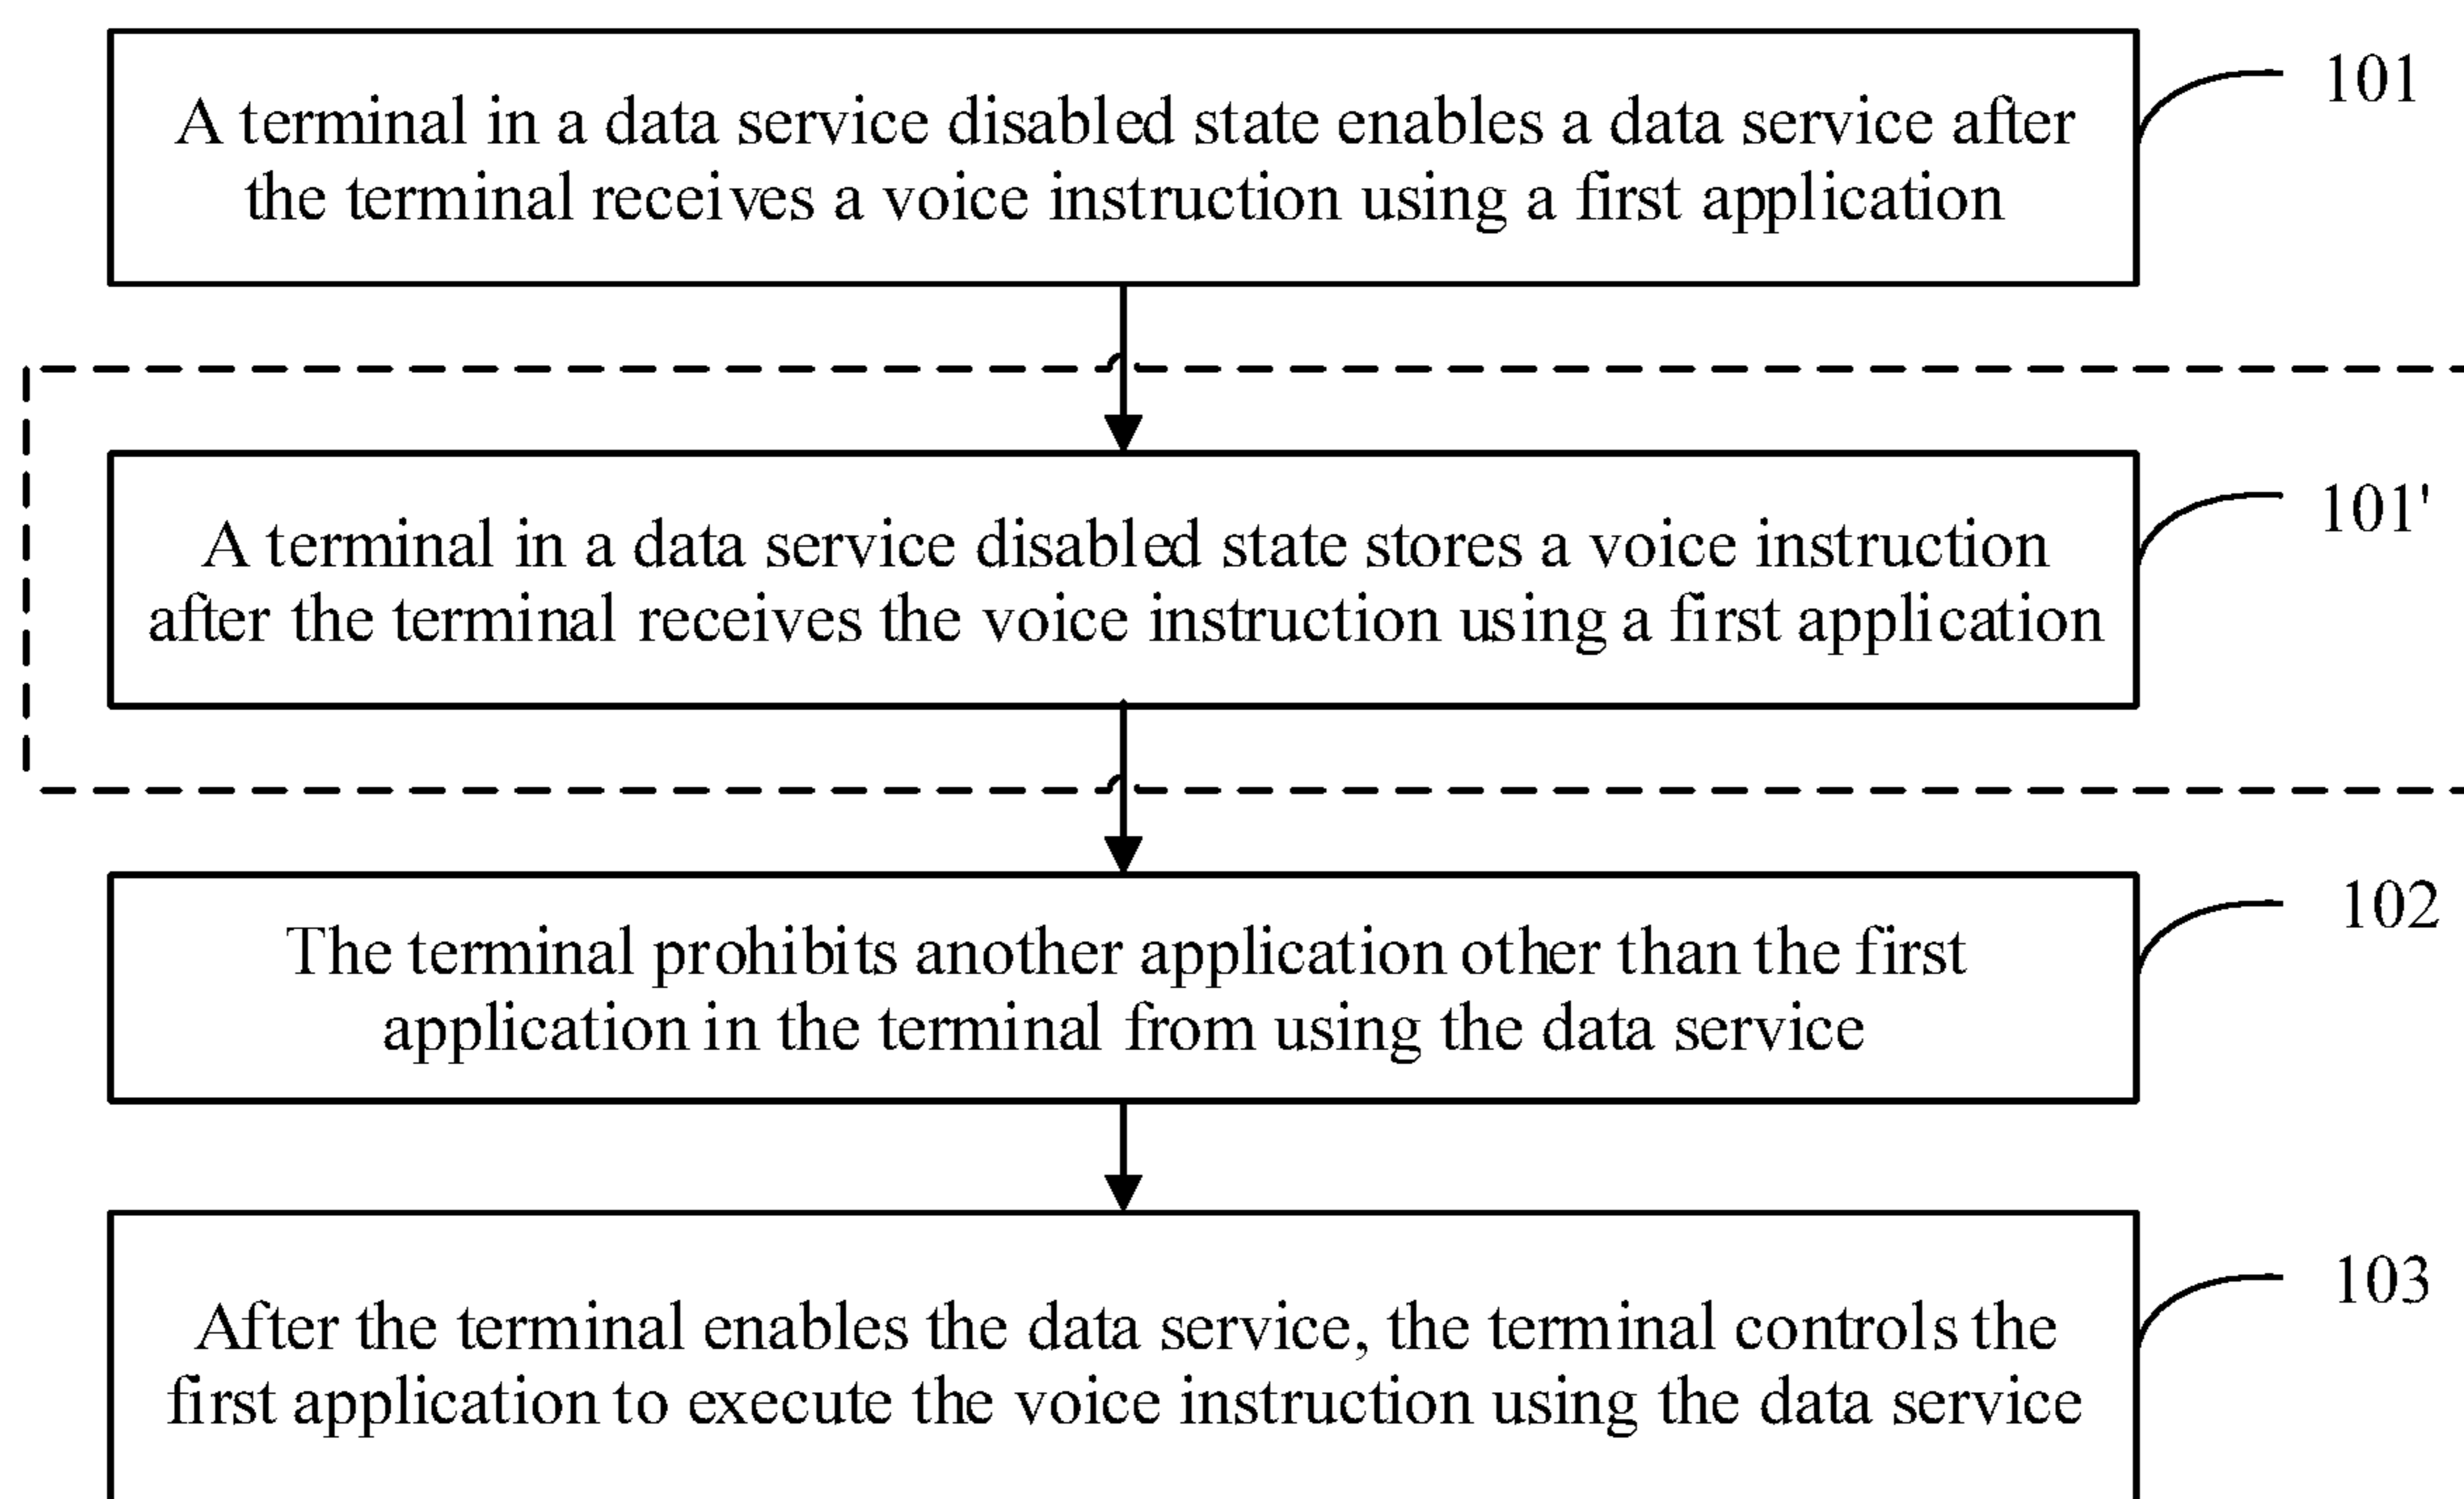 A terminal in a data service disabled state enables a data service after
the terminal receives a voice instruction using a first application
101
A terminal in a data service disabled state stores a voice instruction
after the terminal receives the voice instruction using a first application
101'
The terminal prohibits another application other than the first
application in the terminal from using the data service
102
After the terminal enables the data service, the terminal controls the
first application to execute the voice instruction using the data service
103